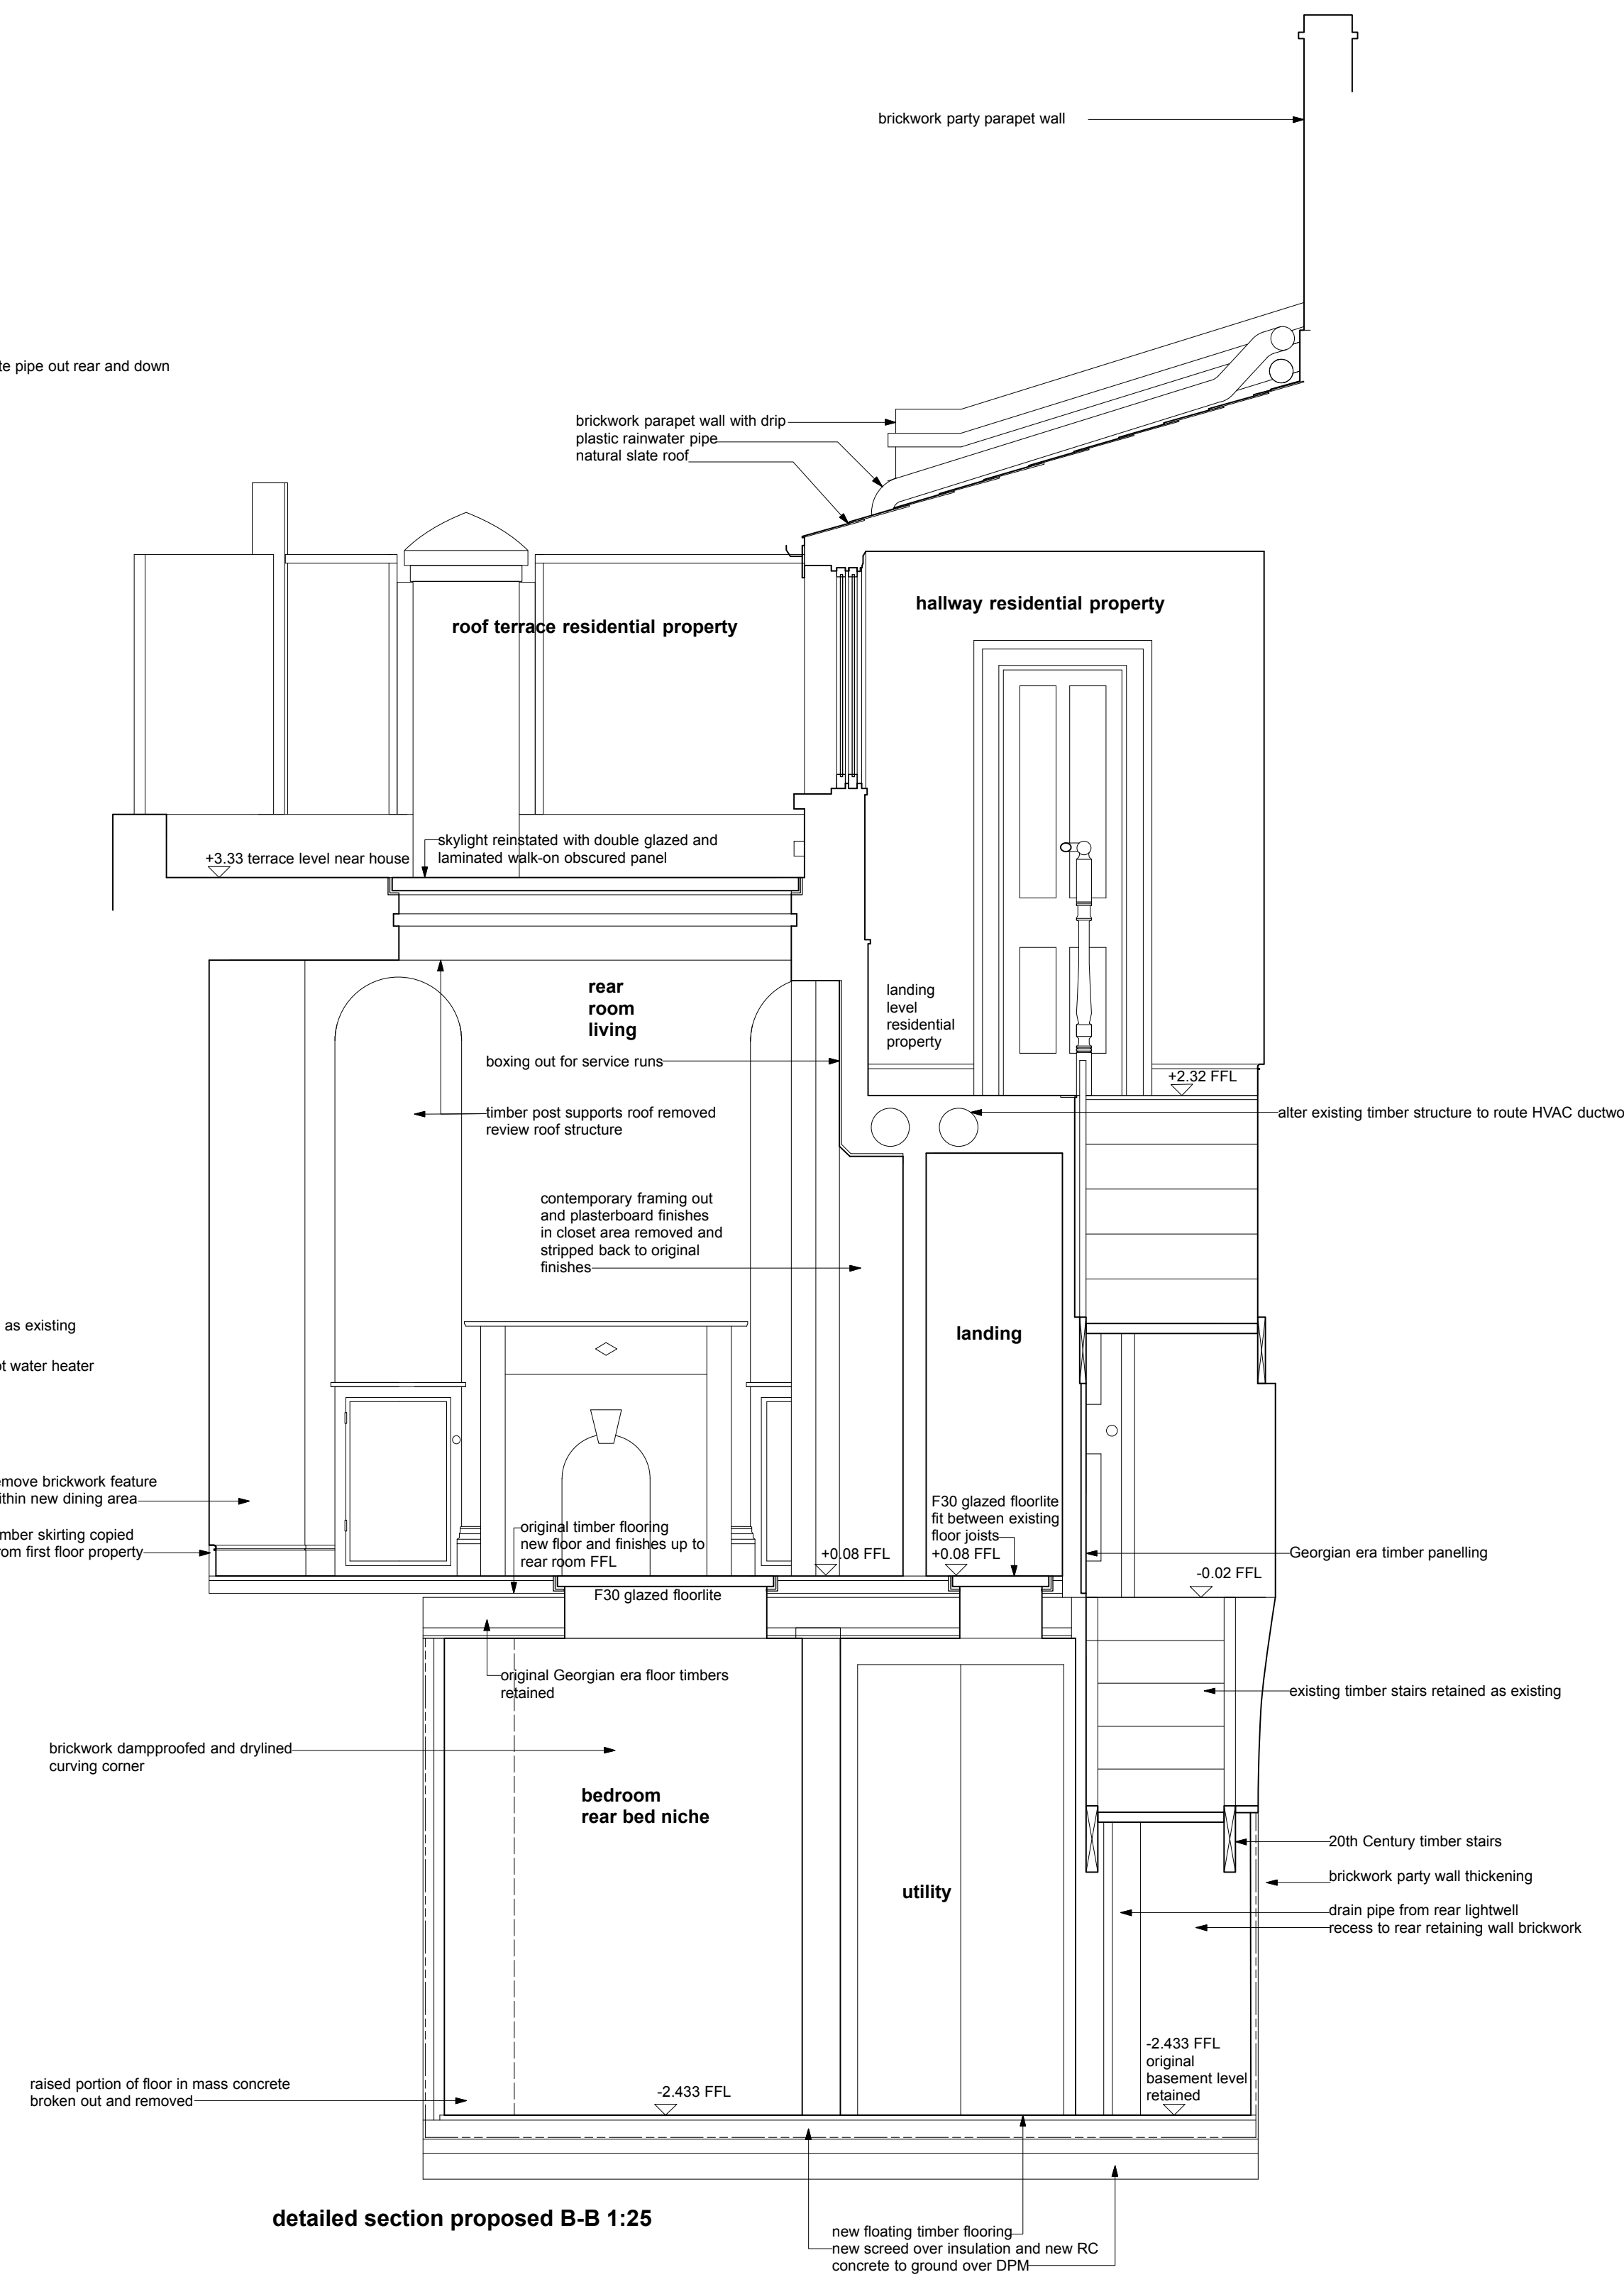 brickwork party parapet wall
te pipe out rear and down
brickwork parapet wall with drip
plastic rainwater pipe
natural slate roof
hallway residential property
roof terrace residential property
skylight reinstated with double glazed and
laminated walk-on obscured panel
+3.33 terrace level near house
rear
room
living
landing
level
residential
property
boxing out for service runs
+2.32 FFL
timber post supports roof removed
review roof structure
alter existing timber structure to route HVAC ductwo
contemporary framing out
and plasterboard finishes
in closet area removed and
stripped back to original
finishes
as existing
landing
ot water heater
emove brickwork feature
ithin new dining area
F30 glazed floorlite
fit between existing
floor joists
+0.08 FFL
mber skirting copied
om first floor property
original timber flooring
new floor and finishes up to
rear room FFL
+0.08 FFL
Georgian era timber panelling
-0.02 FFL
F30 glazed floorlite
original Georgian era floor timbers
retained
existing timber stairs retained as existing
brickwork dampproofed and drylined
curving corner
bedroom
rear bed niche
20th Century timber stairs
brickwork party wall thickening
utility
drain pipe from rear lightwell
recess to rear retaining wall brickwork
-2.433 FFL
original
basement level
retained
raised portion of floor in mass concrete
broken out and removed
-2.433 FFL
detailed section proposed B-B 1:25
new floating timber flooring
new screed over insulation and new RC
concrete to ground over DPM